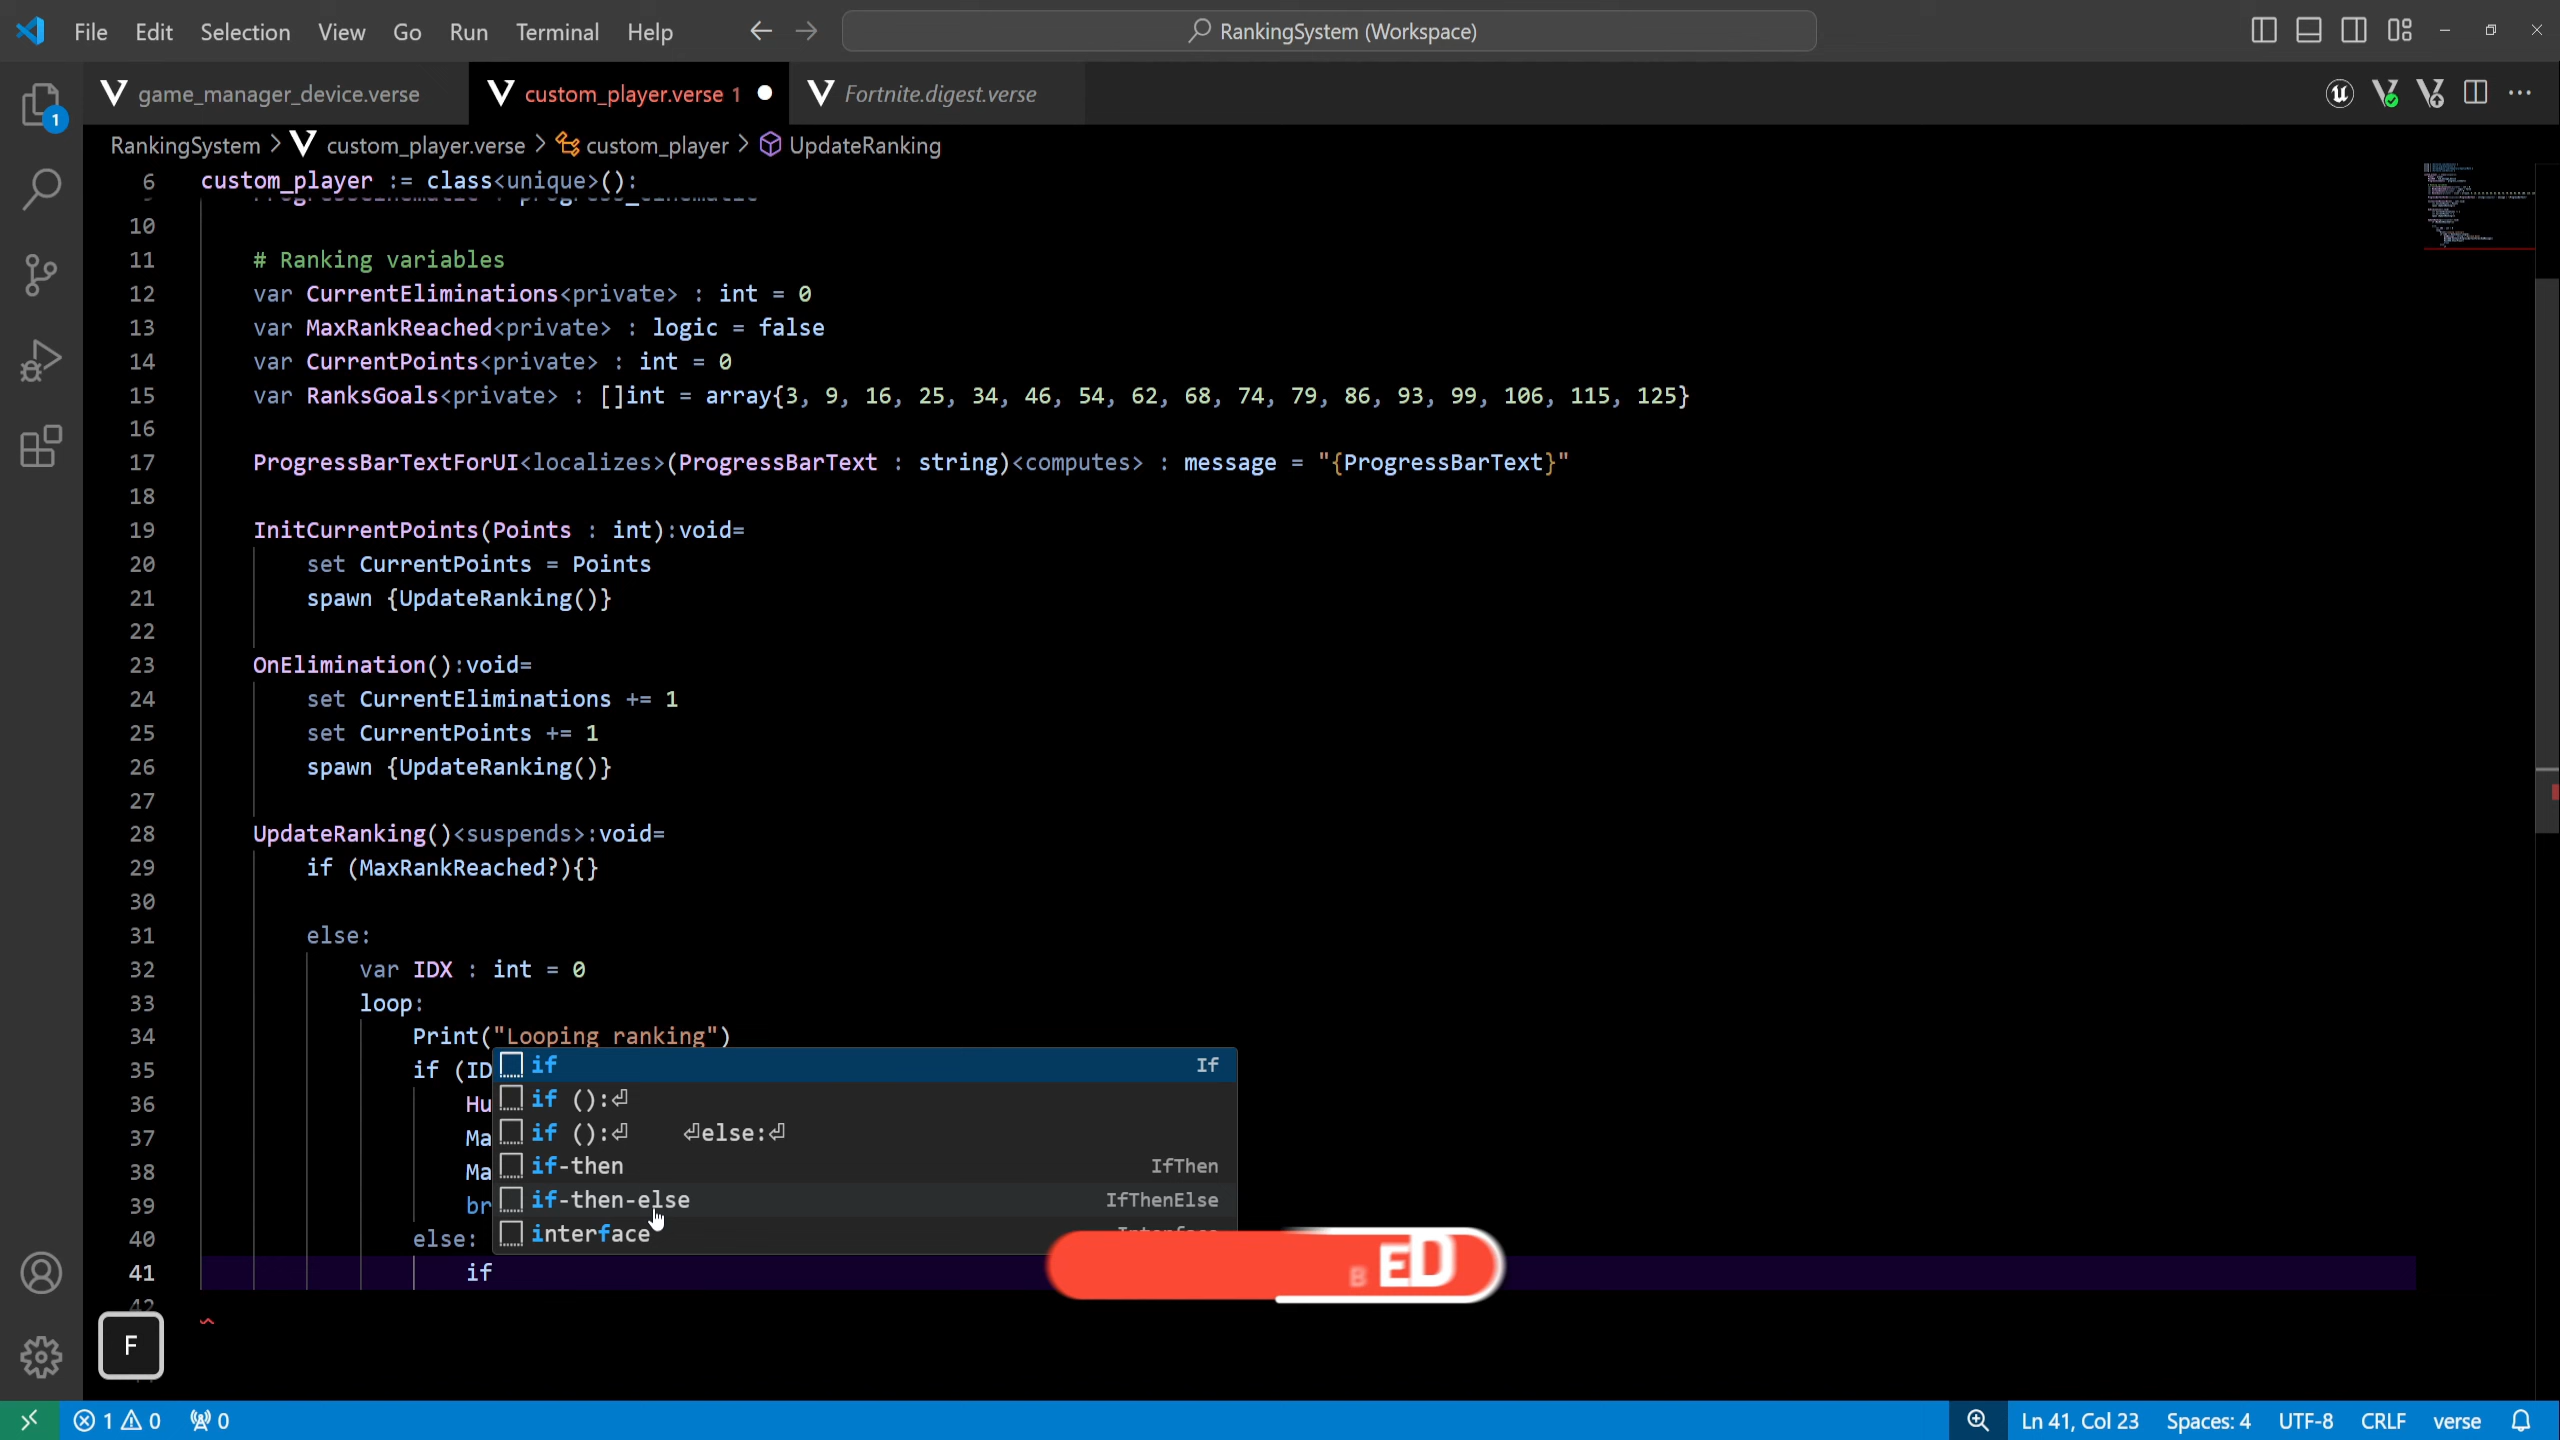 File Edit Selection View Go Run Terminal Help RankingSystem (Workspace)
game_manager_device.verse custom_player.verse 1 Fortnite.digest.verse
RankingSystem > custom_player.verse > custom_player > UpdateRanking
1
6 custom_player := class<unique>():
10
11 # Ranking variables
12 var CurrentEliminations<private> : int = 0
13 var MaxRankReached<private> : logic = false
14 var CurrentPoints<private> : int = 0
15 var RanksGoals<private> : []int = array{3, 9, 16, 25, 34, 46, 54, 62, 68, 74, 79, 86, 93, 99, 106, 115, 125}
16
17 ProgressBarTextForUI<localizes>(ProgressBarText : string)<computes> : message = "{ProgressBarText}"
18
19 InitCurrentPoints(Points : int):void=
20 set CurrentPoints = Points
21 spawn {UpdateRanking()}
22
23 OnElimination():void=
24 set CurrentEliminations += 1
25 set CurrentPoints += 1
26 spawn {UpdateRanking()}
27
28 UpdateRanking()<suspends>:void=
29 if (MaxRankReached?){}
30
31 else:
32 var IDX : int = 0
33 loop:
34 Print("Looping ranking")
35 if (ID
if If
36 Hu
if ():⏎
37 Ma
if ():⏎ ⏎else:⏎
38 Ma
if-then IfThen
39 br
if-then-else IfThenElse
interface Interface
40 else:
B ED
41 if
42
F
1 0 0 Ln 41, Col 23 Spaces: 4 UTF-8 CRLF verse